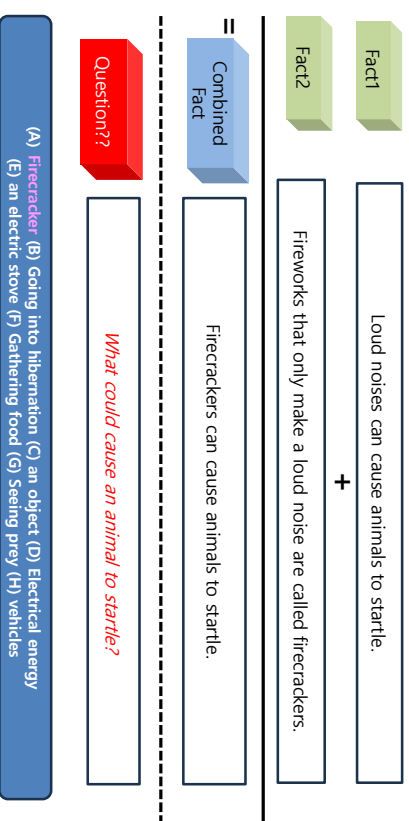 Fact1
Loud noises can cause animals to startle.
+
Fact2
Fireworks that only make a loud noise are called firecrackers.
=
Combined
Fact
Firecrackers can cause animals to startle.
Question??
What could cause an animal to startle?
(A) Firecracker (B) Going into hibernation (C) an object (D) Electrical energy
(E) an electric stove (F) Gathering food (G) Seeing prey (H) vehicles